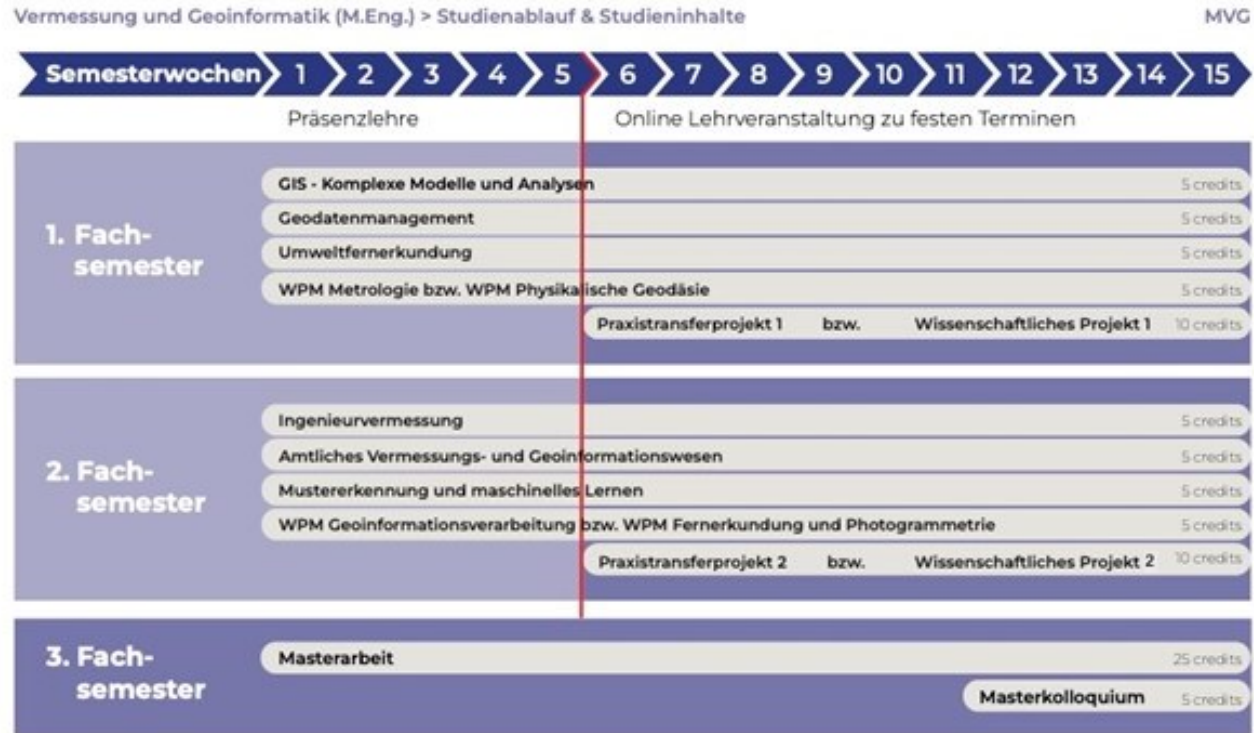 Vermessung und Geoinformatik (M.Eng.) > Studienablauf & Studieninhalte MVG
Semesterwochen 1 2 3 4 5 6 7 8 9 10 11 12 13 14 15
Präsenzlehre Online Lehrveranstaltung zu festen Terminen
1. Fach-
semester
GIS - Komplexe Modelle und Analysen 5 credits
Geodatenmanagement 5 credits
Umweltfernerkundung 5 credits
WPM Metrologie bzw. WPM Physikalische Geodäsie 5 credits
Praxistransferprojekt 1 bzw. Wissenschaftliches Projekt 1 10 credits
2. Fach-
semester
Ingenieurvermessung 5 credits
Amtliches Vermessungs- und Geoinformationswesen 5 credits
Mustererkennung und maschinelles Lernen 5 credits
WPM Geoinformationsverarbeitung bzw. WPM Fernerkundung und Photogrammetrie 5 credits
Praxistransferprojekt 2 bzw. Wissenschaftliches Projekt 2 10 credits
3. Fach-
semester
Masterarbeit 25 credits
Masterkolloquium 5 credits